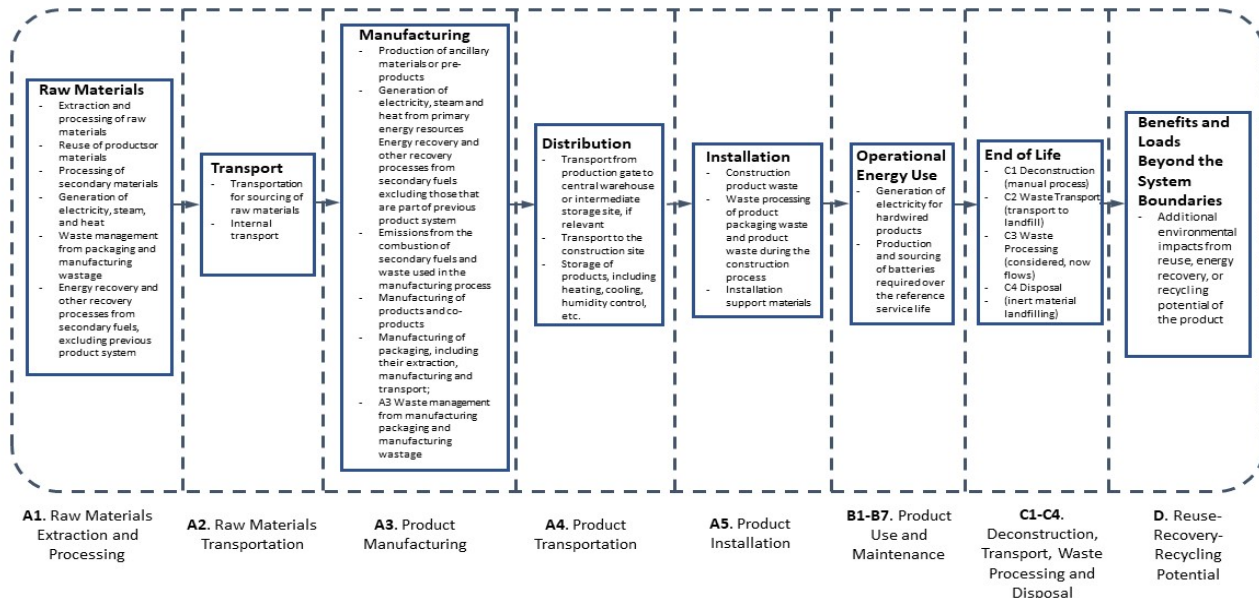 Raw Materials
- Extraction and
processing of raw
materials
- Reuse of productsor
materials
- Processing of
secondary materials
- Generation of
electricity, steam,
and heat
- Waste management
from packaging and
manufacturing
wastage
- Energy recovery and
other recovery
processes from
secondary fuels,
excluding previous
product system
Transport
- Transportation
for sourcing of
raw materials
- Internal
transport
Manufacturing
- Production of ancillary
materials or pre-
products
- Generation of
electricity, steam and
heat from primary
energy resources
Energy recovery and
other recovery
processes from
secondary fuels
excluding those that
are part of previous
product system
- Emissions from the
combustion of
secondary fuels and
waste used in the
manufacturing process
- Manufacturing of
products and co-
products
- Manufacturing of
packaging, including
their extraction,
manufacturing and
transport;
- A3 Waste management
from manufacturing
packaging and
manufacturing
wastage
Distribution
- Transport from
production gate to
central warehouse
or intermediate
storage site, if
relevant
- Transport to the
construction site
- Storage of
products, including
heating, cooling,
humidity control,
etc.
Installation
- Construction
product waste
- Waste processing
of product
packaging waste
and product
waste during the
construction
process
- Installation
support materials
Operational
Energy Use
- Generation of
electricity for
hardwired
products
- Production
and sourcing
of batteries
required over
the reference
service life
End of Life
- C1 Deconstruction
(manual process)
- C2 Waste Transport
(transport to
landfill)
- C3 Waste
Processing
(considered, now
flows)
- C4 Disposal
- (inert material
landfilling)
Benefits and
Loads
Beyond the
System
Boundaries
- Additional
environmental
impacts from
reuse, energy
recovery, or
recycling
potential of
the product
A1. Raw Materials
Extraction and
Processing
A2. Raw Materials
Transportation
A3. Product
Manufacturing
A4. Product
Transportation
A5. Product
Installation
B1-B7. Product
Use and
Maintenance
C1-C4.
Deconstruction,
Transport, Waste
Processing and
Disposal
D. Reuse-
Recovery-
Recycling
Potential